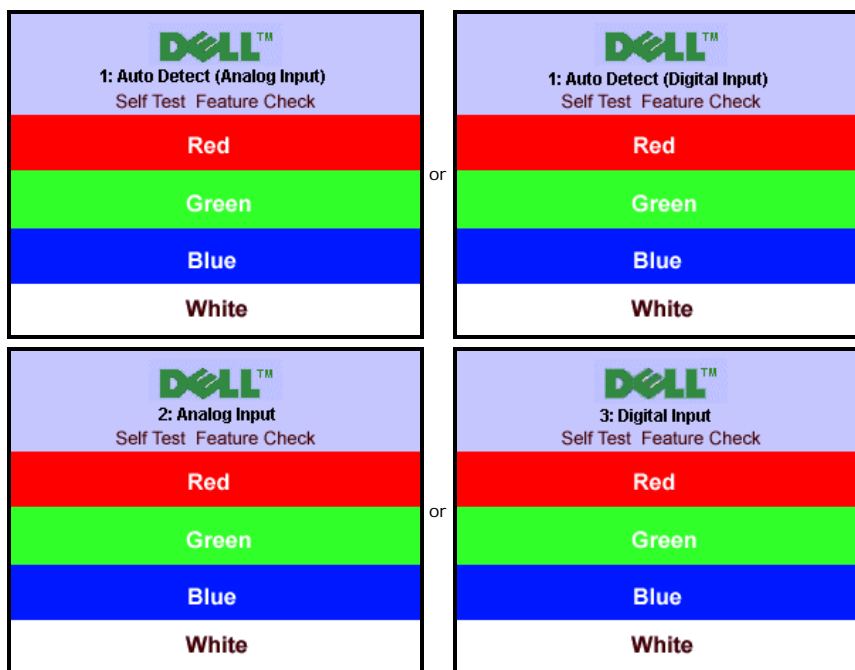 DELL™
1: Auto Detect (Analog Input)
Self Test Feature Check
Red
Green
Blue
White
or
DELL™
1: Auto Detect (Digital Input)
Self Test Feature Check
Red
Green
Blue
White
DELL™
2: Analog Input
Self Test Feature Check
Red
Green
Blue
White
or
DELL™
3: Digital Input
Self Test Feature Check
Red
Green
Blue
White